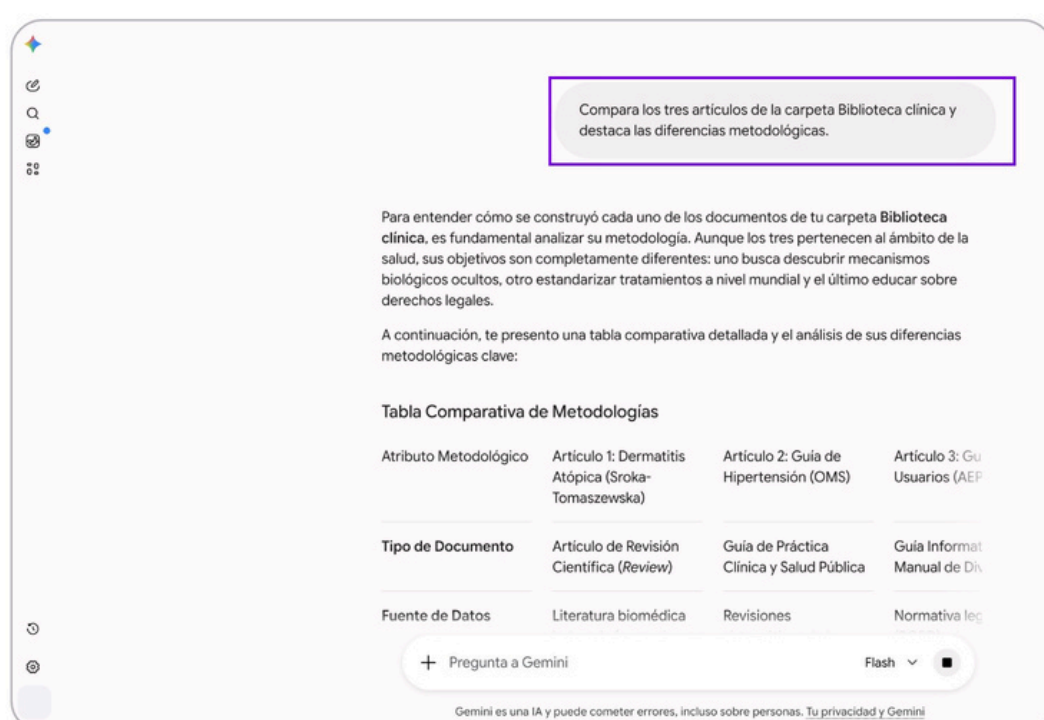 Compara los tres artículos de la carpeta Biblioteca clínica y
destaca las diferencias metodológicas.
Para entender cómo se construyó cada uno de los documentos de tu carpeta Biblioteca
clínica, es fundamental analizar su metodología. Aunque los tres pertenecen al ámbito de la
salud, sus objetivos son completamente diferentes: uno busca descubrir mecanismos
biológicos ocultos, otro estandarizar tratamientos a nivel mundial y el último educar sobre
derechos legales.
A continuación, te presento una tabla comparativa detallada y el análisis de sus diferencias
metodológicas clave:
Tabla Comparativa de Metodologías
Atributo Metodológico
Artículo 1: Dermatitis
Atópica (Sroka-
Tomaszewska)
Artículo 2: Guía de
Hipertensión (OMS)
Artículo 3: Gu
Usuarios (AEP
Tipo de Documento
Artículo de Revisión
Científica (Review)
Guía de Práctica
Clínica y Salud Pública
Guía Informat
Manual de Div
Fuente de Datos
Literatura biomédica
Revisiones
Normativa leg
Pregunta a Gemini
Flash
Gemini es una IA y puede cometer errores, incluso sobre personas. Tu privacidad y Gemini